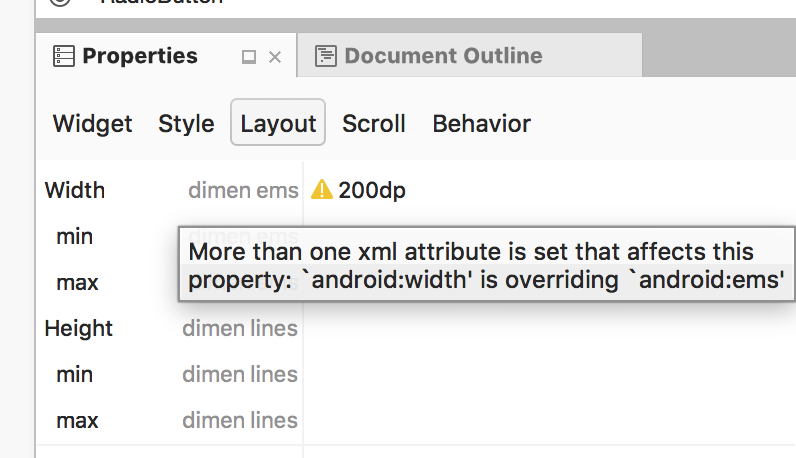 RadioButton
Properties Document Outline
Widget Style Layout Scroll Behavior
Width dimen ems 200dp
min dimen ems
More than one xml attribute is set that affects this
max
property: `android:width' is overriding `android:ems'
Height dimen lines
min dimen lines
max dimen lines